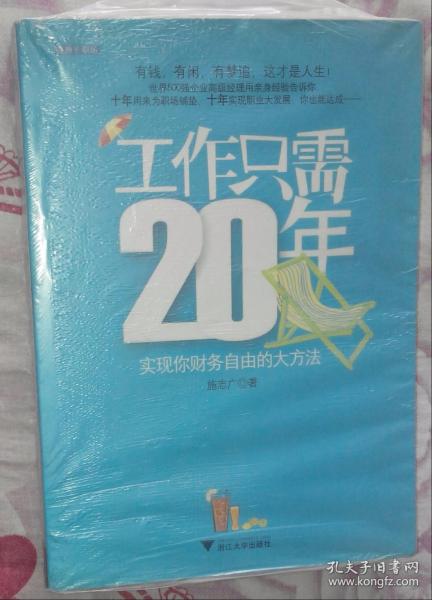 有钱，有闲，有梦追，这才是人生！
世界500强企业高级经理用亲身经验告诉你
十年用来为职场铺垫，十年实现职业大发展，你也能达成——
工作只需
20年
实现你财务自由的大方法
施志广◎著
浙江大学出版社
孔夫子旧书网
www.kongfz.com